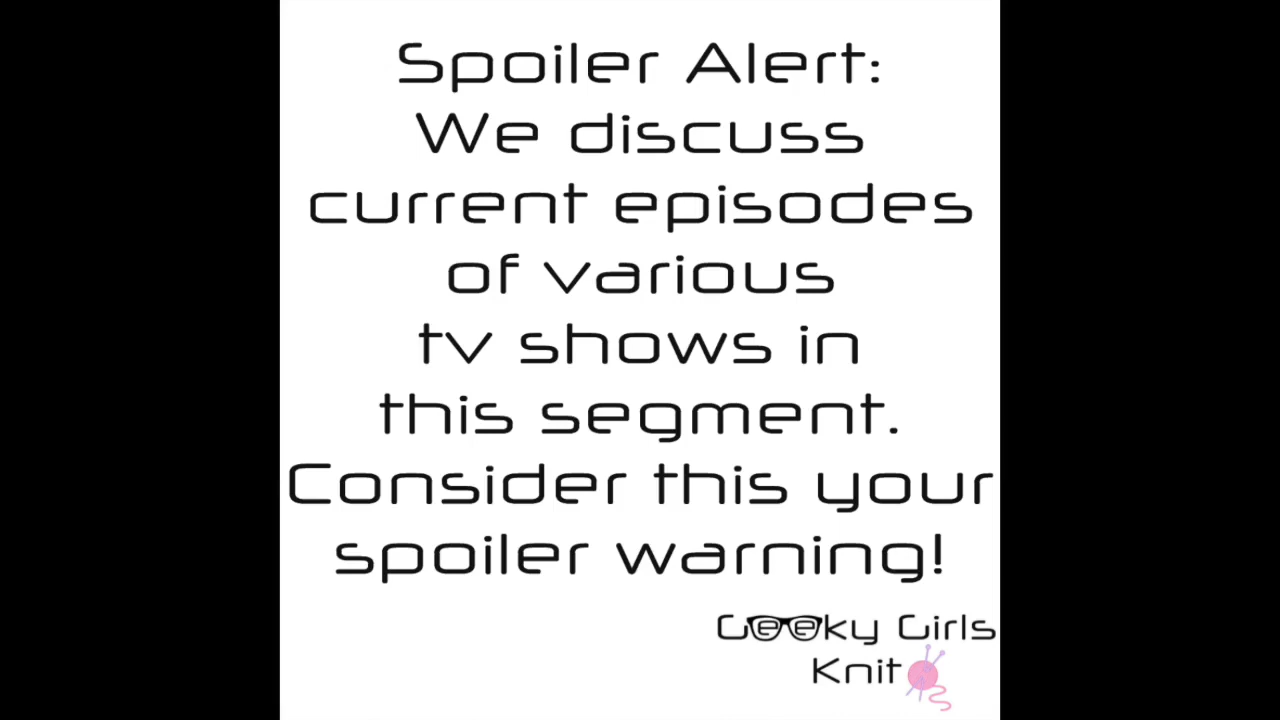 Spoiler Alert:
We discuss
current episodes
of various
tv shows in
this segment.
Consider this your
spoiler warning!
Geeky Girls
Knit